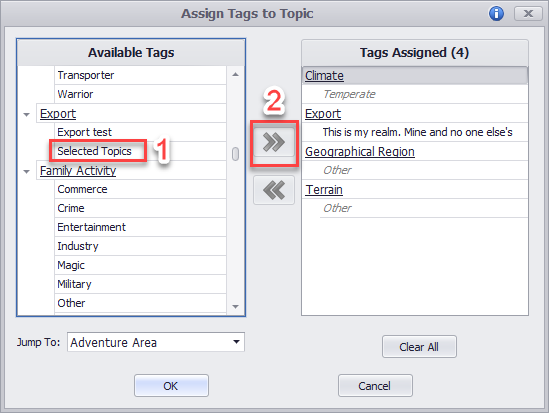 Assign Tags to Topic
Available Tags
Transporter
Warrior
Export
Export test
Selected Topics
1
Family Activity
Commerce
Crime
Entertainment
Industry
Magic
Military
Other
2
Tags Assigned (4)
Climate
Temperate
Export
This is my realm. Mine and no one else's
Geographical Region
Other
Terrain
Other
Jump To: Adventure Area
Clear All
OK
Cancel